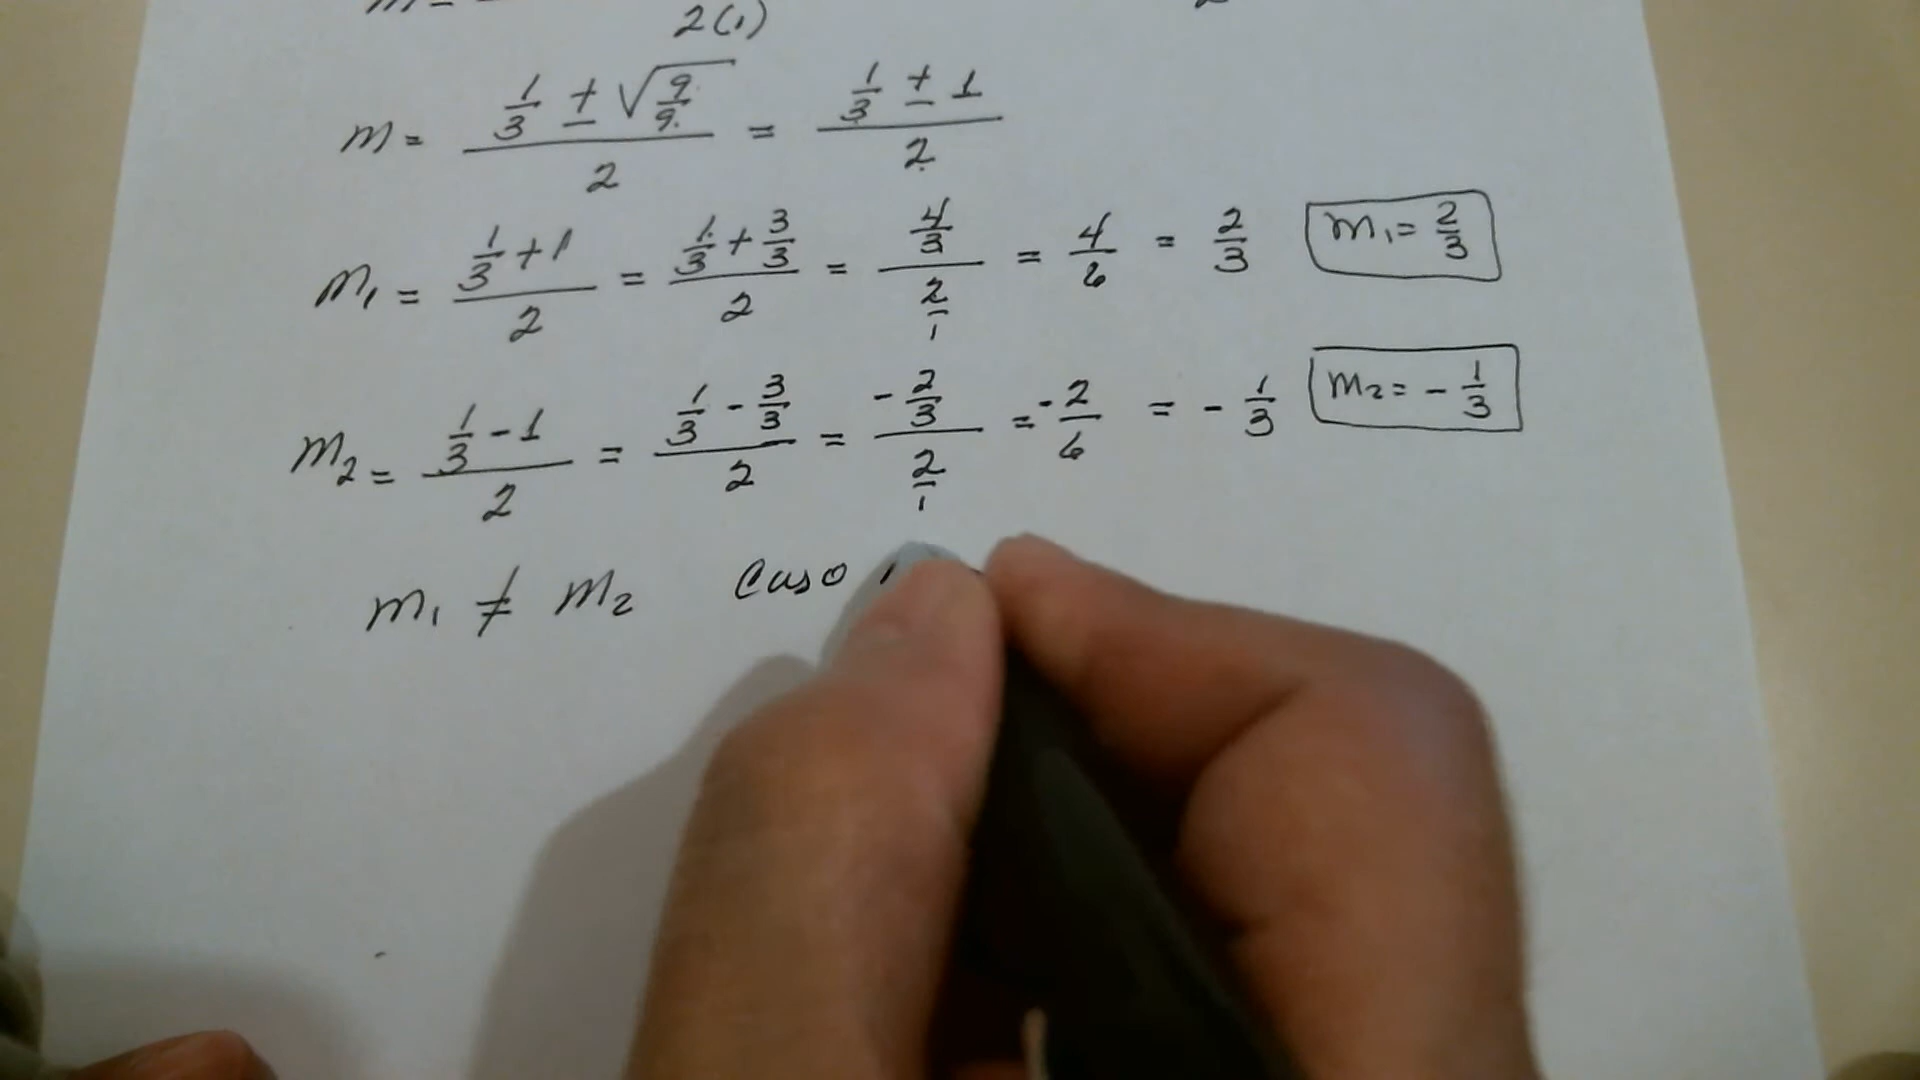 2(1)
m = (1/3 ± √(9/9)) / 2 = (1/3 ± 1) / 2
m₁ = (1/3 + 1) / 2 = (1/3 + 3/3) / 2 = (4/3) / (2/1) = 4/6 = 2/3 m₁ = 2/3
m₂ = (1/3 - 1) / 2 = (1/3 - 3/3) / 2 = (-2/3) / (2/1) = -2/6 = -1/3 m₂ = -1/3
m₁ ≠ m₂ Caso